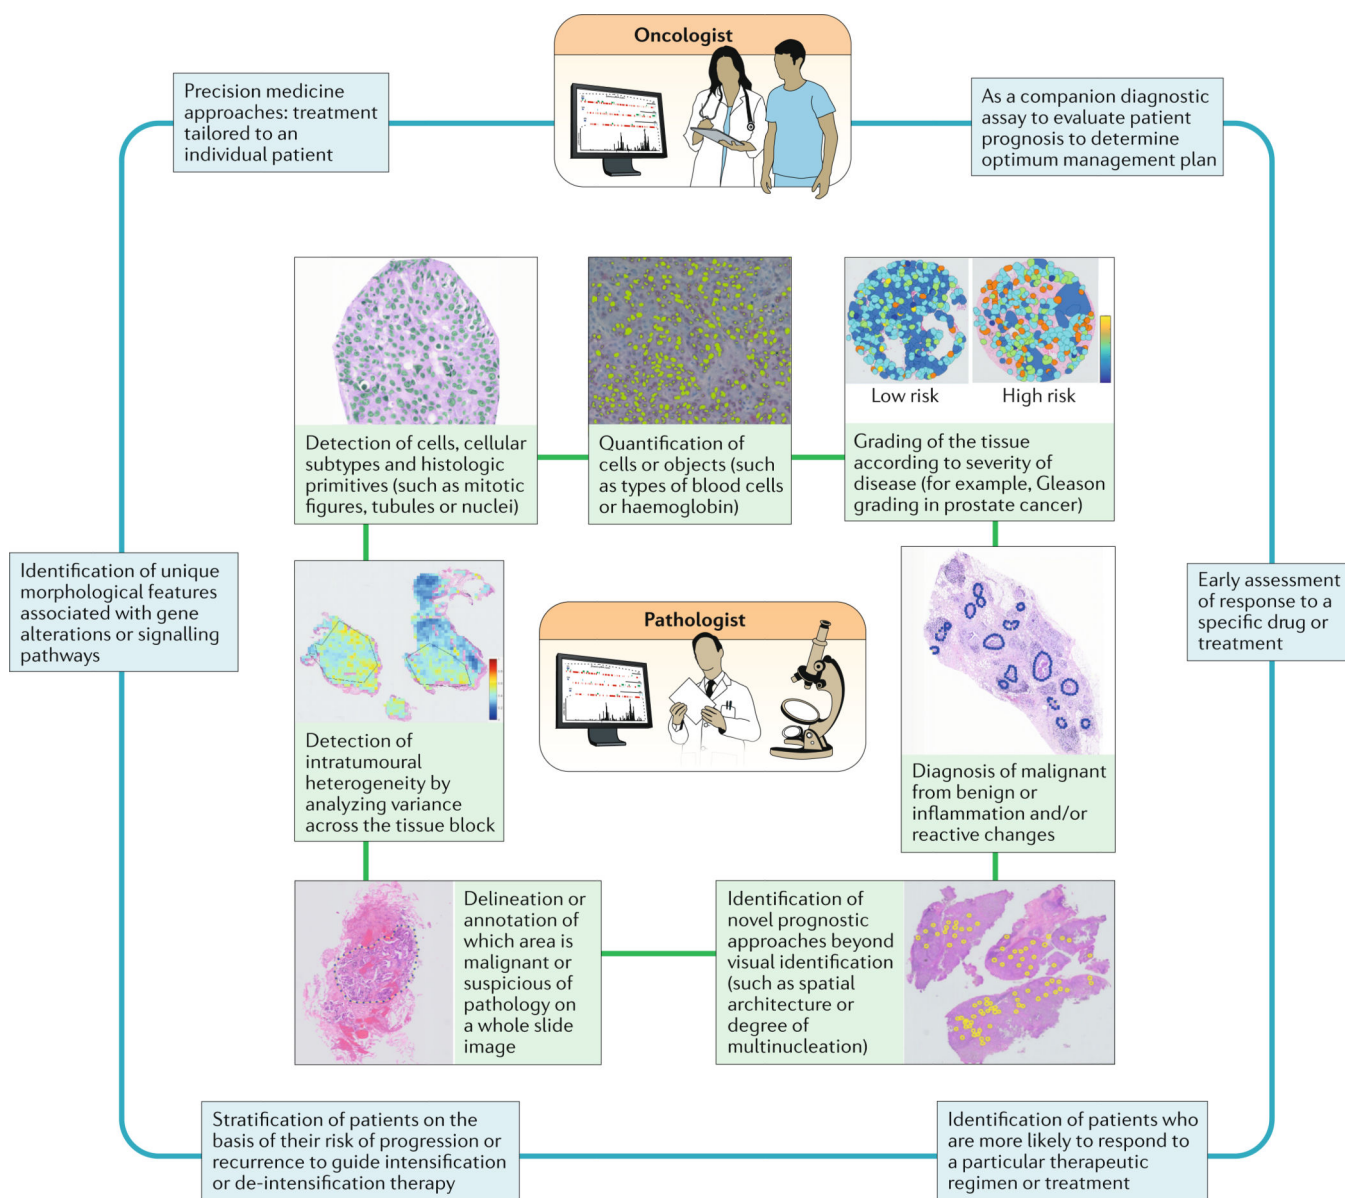 Oncologist
Precision medicine
approaches: treatment
tailored to an
individual patient
As a companion diagnostic
assay to evaluate patient
prognosis to determine
optimum management plan
Low risk
High risk
Detection of cells, cellular
subtypes and histologic
primitives (such as mitotic
figures, tubules or nuclei)
Quantification of
cells or objects (such
as types of blood cells
or haemoglobin)
Grading of the tissue
according to severity of
disease (for example, Gleason
grading in prostate cancer)
Identification of unique
morphological features
associated with gene
alterations or signalling
pathways
Pathologist
Early assessment
of response to a
specific drug or
treatment
Detection of
intratumoural
heterogeneity by
analyzing variance
across the tissue block
Diagnosis of malignant
from benign or
inflammation and/or
reactive changes
Delineation or
annotation of
which area is
malignant or
suspicious of
pathology on
a whole slide
image
Identification of
novel prognostic
approaches beyond
visual identification
(such as spatial
architecture or
degree of
multinucleation)
Stratification of patients on the
basis of their risk of progression or
recurrence to guide intensification
or de-intensification therapy
Identification of patients who
are more likely to respond to
a particular therapeutic
regimen or treatment